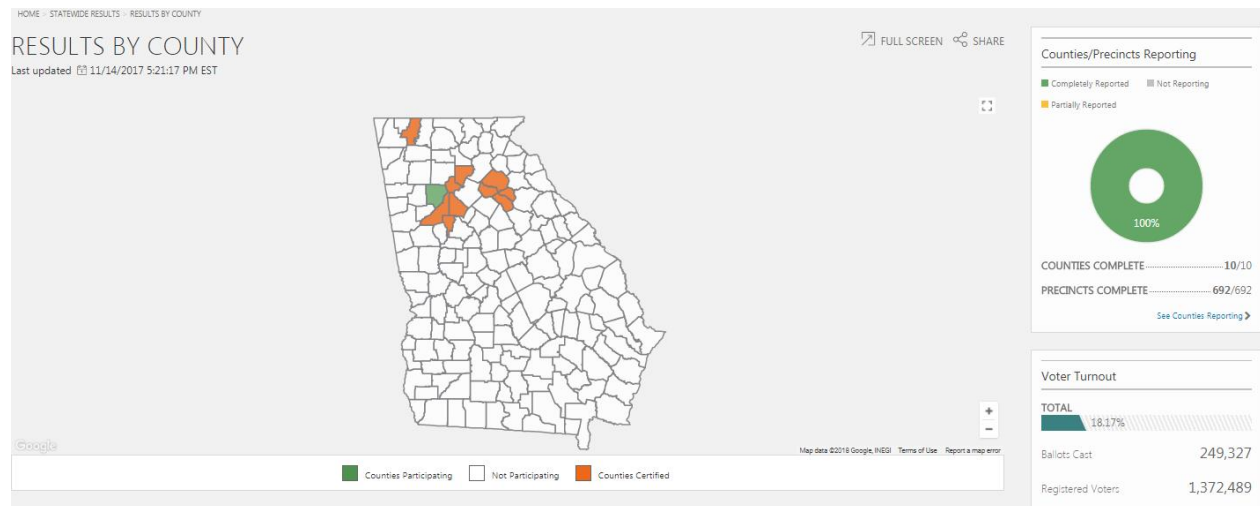 HOME > STATEWIDE RESULTS > RESULTS BY COUNTY
RESULTS BY COUNTY
Last updated 11/14/2017 5:21:17 PM EST
FULL SCREEN SHARE
Google
Map data ©2018 Google, INEGI Terms of Use Report a map error
Counties Participating Not Participating Counties Certified
Counties/Precincts Reporting
Completely Reported Not Reporting
Partially Reported
100%
COUNTIES COMPLETE 10/10
PRECINCTS COMPLETE 692/692
See Counties Reporting
Voter Turnout
TOTAL
18.17%
Ballots Cast 249,327
Registered Voters 1,372,489